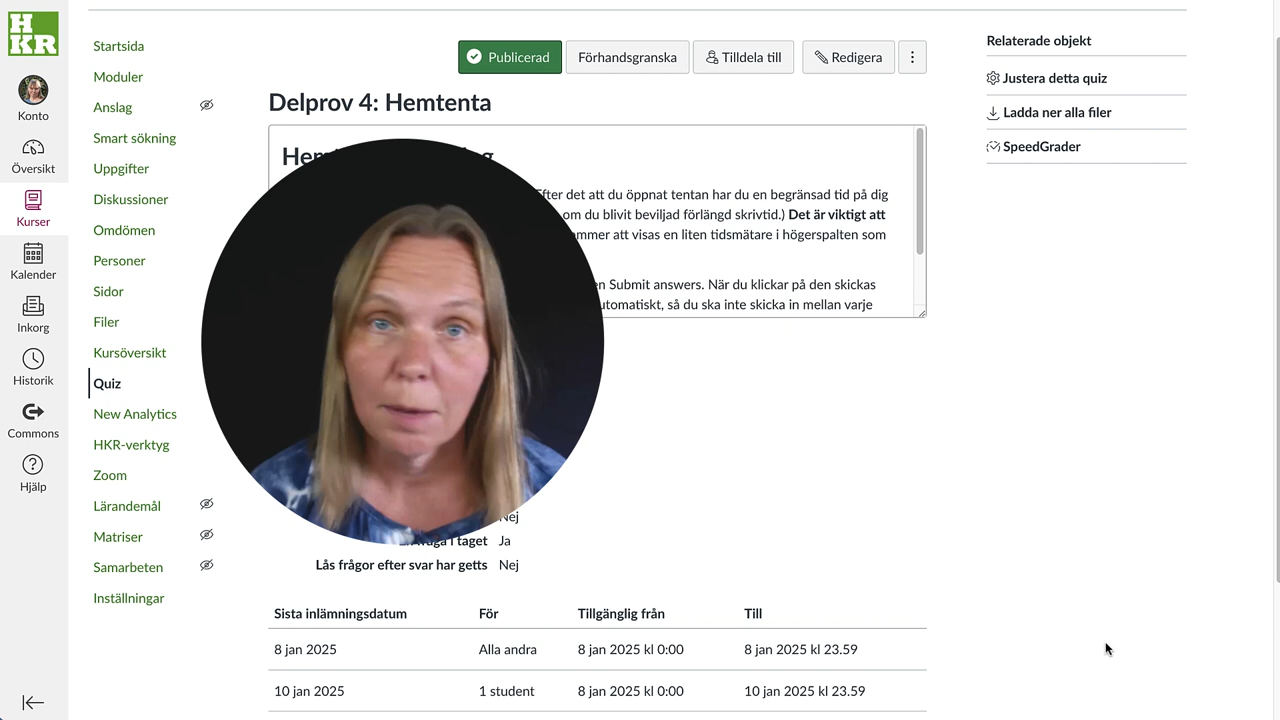 HKR
Konto
Översikt
Kurser
Kalender
Inkorg
Historik
Commons
Hjälp
Startsida
Moduler
Anslag
Smart sökning
Uppgifter
Diskussioner
Omdömen
Personer
Sidor
Filer
Kursöversikt
Quiz
New Analytics
HKR-verktyg
Zoom
Lärandemål
Matriser
Samarbeten
Inställningar
Publicerad
Förhandsgranska
Tilldela till
Redigera
Delprov 4: Hemtenta
Efter det att du öppnat tentan har du en begränsad tid på dig
om du blivit beviljad förlängd skrivtid.) Det är viktigt att
att visas en liten tidsmätare i högerspalten som
Submit answers. När du klickar på den skickas
så du ska inte skicka in mellan varje
Nej
i taget Ja
Lås frågor efter svar har getts Nej
Sista inlämningsdatum För Tillgänglig från Till
8 jan 2025 Alla andra 8 jan 2025 kl 0:00 8 jan 2025 kl 23.59
10 jan 2025 1 student 8 jan 2025 kl 0:00 10 jan 2025 kl 23.59
Relaterade objekt
Justera detta quiz
Ladda ner alla filer
SpeedGrader